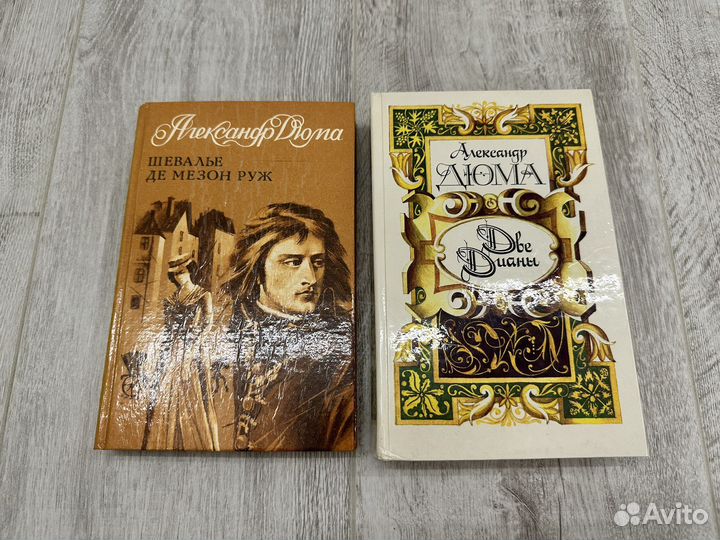 Александр Дюма
ШЕВАЛЬЕ
ДЕ МЕЗОН РУЖ
Александр
ДЮМА
Две
Дианы
Avito